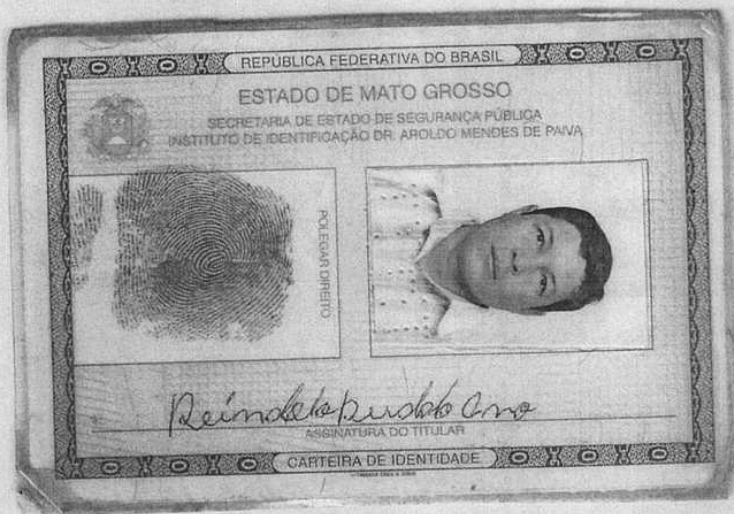 REPÚBLICA FEDERATIVA DO BRASIL
ESTADO DE MATO GROSSO
SECRETARIA DE ESTADO DE SEGURANÇA PÚBLICA
INSTITUTO DE IDENTIFICAÇÃO DR. AROLDO MENDES DE PAIVA
POLEGAR DIREITO
ASSINATURA DO TITULAR
CARTEIRA DE IDENTIDADE